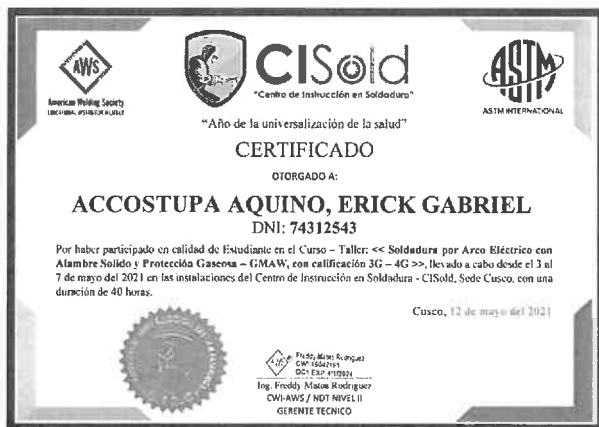 AWS
American Welding Society
CISold
"Centro de Instrucción en Soldadura"
ASTM
ASTM INTERNATIONAL
"Año de la universalización de la salud"
CERTIFICADO
OTORGADO A:
ACCOSTUPA AQUINO, ERICK GABRIEL
DNI: 74312543
Por haber participado en calidad de Estudiante en el Curso – Taller: << Soldadura por Arco Eléctrico con
Alambre Solido y Protección Gaseosa – GMAW, con calificación 3G – 4G >>, llevado a cabo desde el 3 al
7 de mayo del 2021 en las instalaciones del Centro de Instrucción en Soldadura - CISold, Sede Cusco, con una
duración de 40 horas.
Cusco, 12 de mayo del 2021
Freddy Matos Rodriguez
Ing. Freddy Matos Rodriguez
CWI-AWS / NDT NIVEL II
GERENTE TECNICO